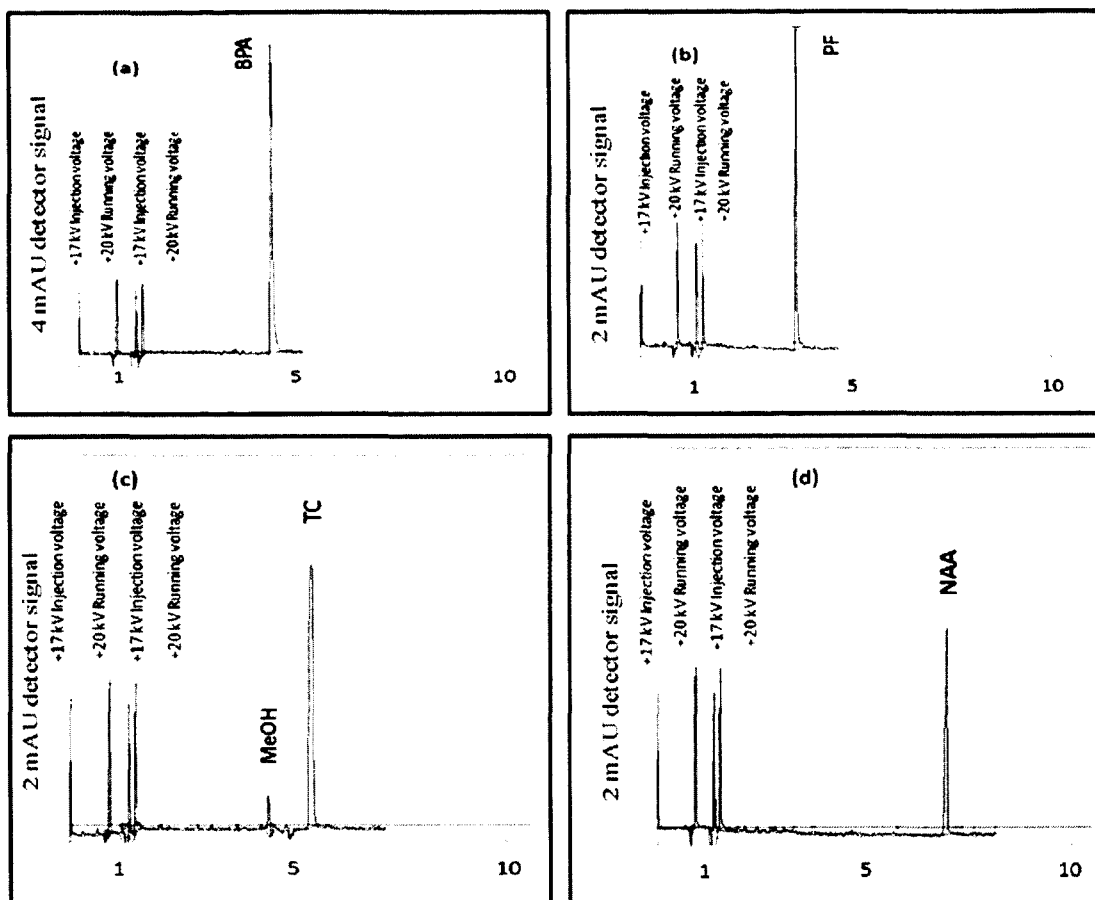 (a)
4 mAU detector signal
+17 kV Injection voltage
+20 kV Running voltage
+17 kV Injection voltage
+20 kV Running voltage
BPA
1 5 10
(b)
2 mAU detector signal
+17 kV Injection voltage
+20 kV Running voltage
+17 kV Injection voltage
+20 kV Running voltage
PF
1 5 10
(c)
2 mAU detector signal
+17 kV Injection voltage
+20 kV Running voltage
+17 kV Injection voltage
+20 kV Running voltage
MeOH
TC
1 5 10
(d)
2 mAU detector signal
+17 kV Injection voltage
+20 kV Running voltage
+17 kV Injection voltage
+20 kV Running voltage
NAA
1 5 10